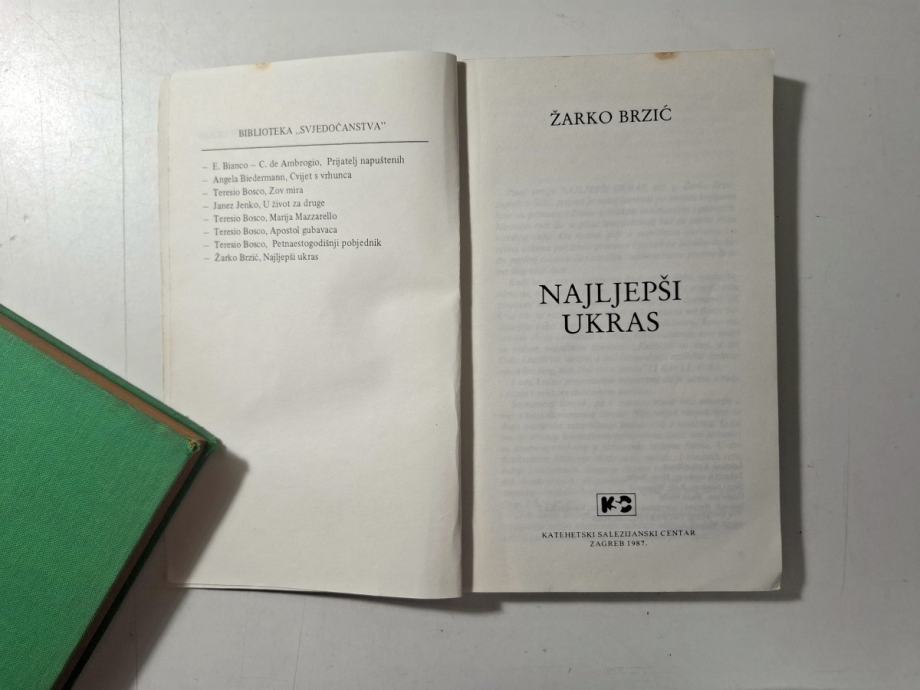 BIBLIOTEKA „SVJEDOČANSTVA”
— E. Bianco — C. de Ambrogio, Prijatelj napuštenih
— Angela Biedermann, Cvijet s vrhunca
— Teresio Bosco, Zov mira
— Janez Jenko, U život za druge
— Teresio Bosco, Marija Mazzarello
— Teresio Bosco, Apostol gubavaca
— Teresio Bosco, Petnaestogodišnji pobjednik
— Žarko Brzić, Najljepši ukras
ŽARKO BRZIĆ
NAJLJEPŠI
UKRAS
KSC
KATEHETSKI SALEZIJANSKI CENTAR
ZAGREB 1987.